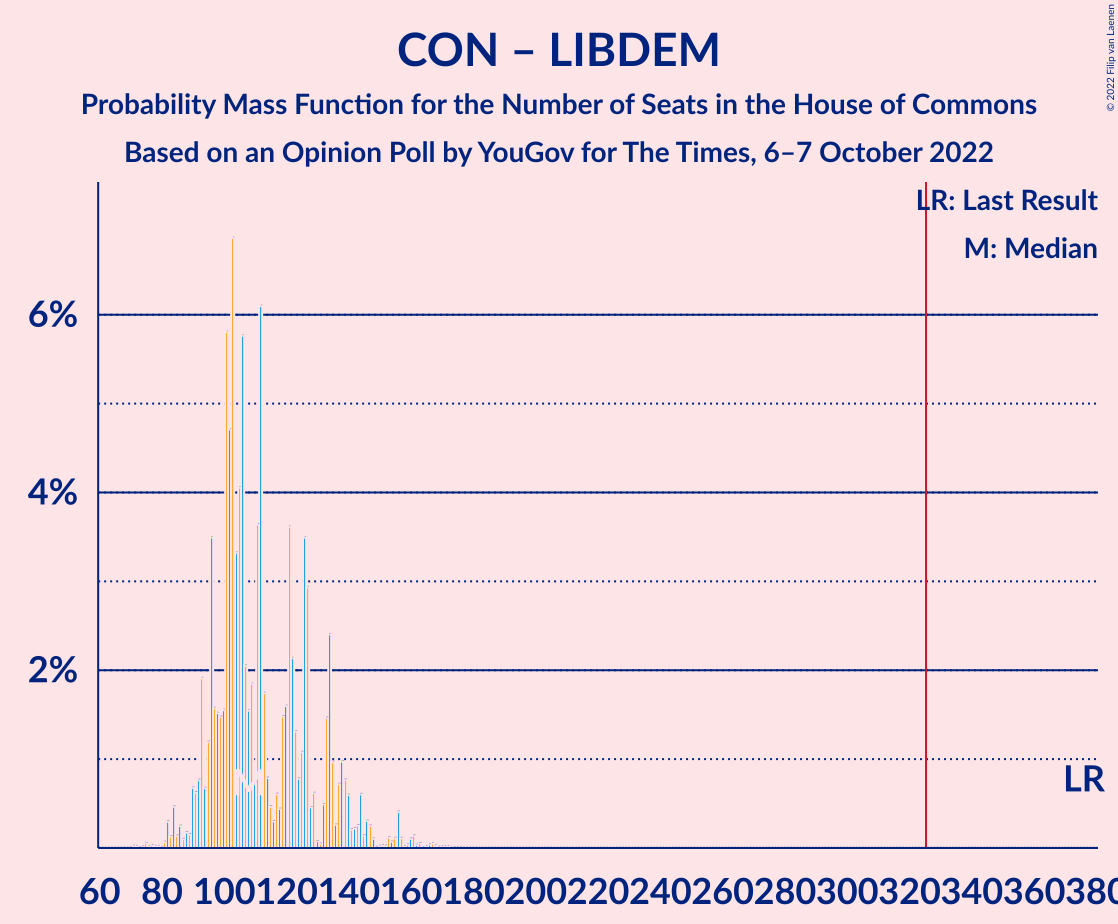 CON – LIBDEM
Probability Mass Function for the Number of Seats in the House of Commons
Based on an Opinion Poll by YouGov for The Times, 6–7 October 2022
© 2022 Filip van Laenen
LR: Last Result
M: Median
6%
4%
2%
M
LR
60 80 100 120 140 160 180 200 220 240 260 280 300 320 340 360 380